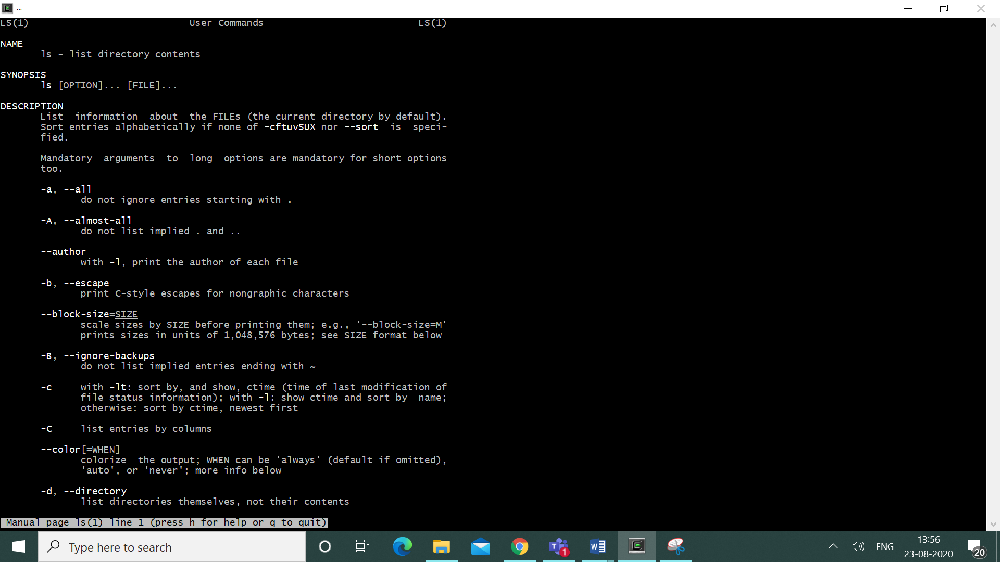 ~
LS(1) User Commands LS(1)
NAME
ls - list directory contents
SYNOPSIS
ls [OPTION]... [FILE]...
DESCRIPTION
List information about the FILEs (the current directory by default).
Sort entries alphabetically if none of -cftuvSUX nor --sort is speci-
fied.
Mandatory arguments to long options are mandatory for short options
too.
-a, --all
do not ignore entries starting with .
-A, --almost-all
do not list implied . and ..
--author
with -l, print the author of each file
-b, --escape
print C-style escapes for nongraphic characters
--block-size=SIZE
scale sizes by SIZE before printing them; e.g., '--block-size=M'
prints sizes in units of 1,048,576 bytes; see SIZE format below
-B, --ignore-backups
do not list implied entries ending with ~
-c with -lt: sort by, and show, ctime (time of last modification of
file status information); with -l: show ctime and sort by name;
otherwise: sort by ctime, newest first
-C list entries by columns
--color[=WHEN]
colorize the output; WHEN can be 'always' (default if omitted),
'auto', or 'never'; more info below
-d, --directory
list directories themselves, not their contents
Manual page ls(1) line 1 (press h for help or q to quit)
Type here to search
T 1
W
ENG
13:56
23-08-2020
20